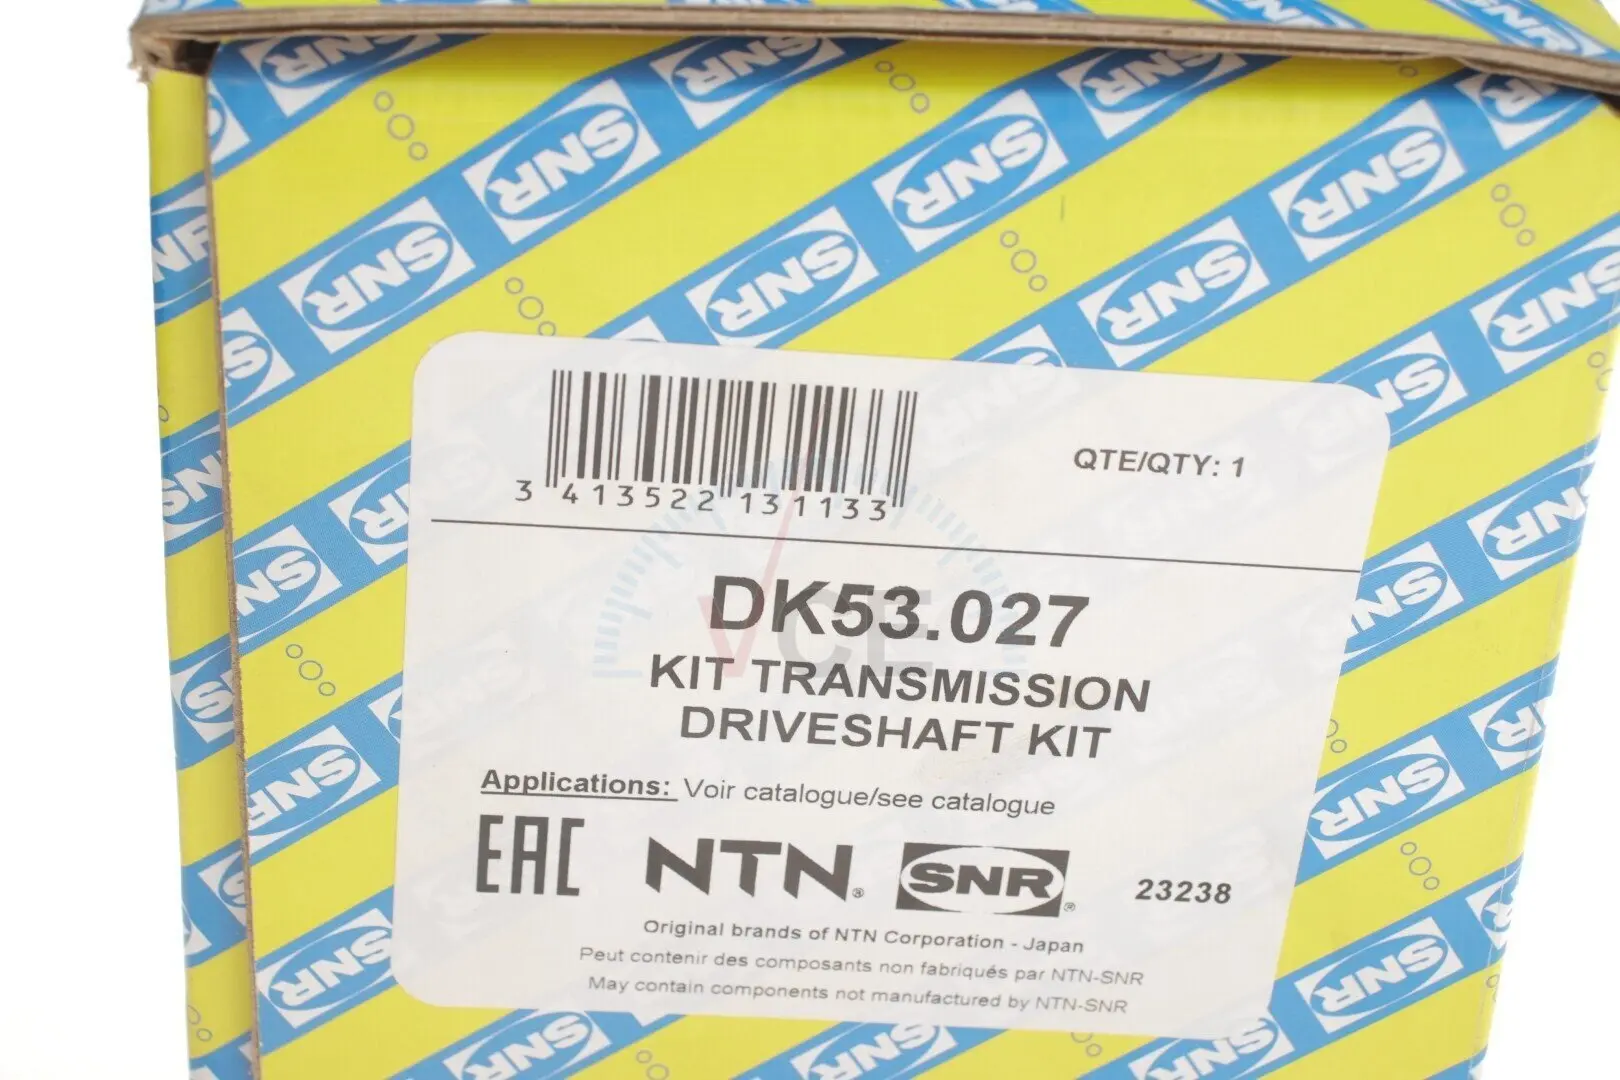 SNR
3 413522 131133
QTE/QTY: 1
DK53.027
KIT TRANSMISSION
DRIVESHAFT KIT
Applications: Voir catalogue/see catalogue
EAC NTN® SNR® 23238
Original brands of NTN Corporation - Japan
Peut contenir des composants non fabriqués par NTN-SNR
May contain components not manufactured by NTN-SNR
VCE